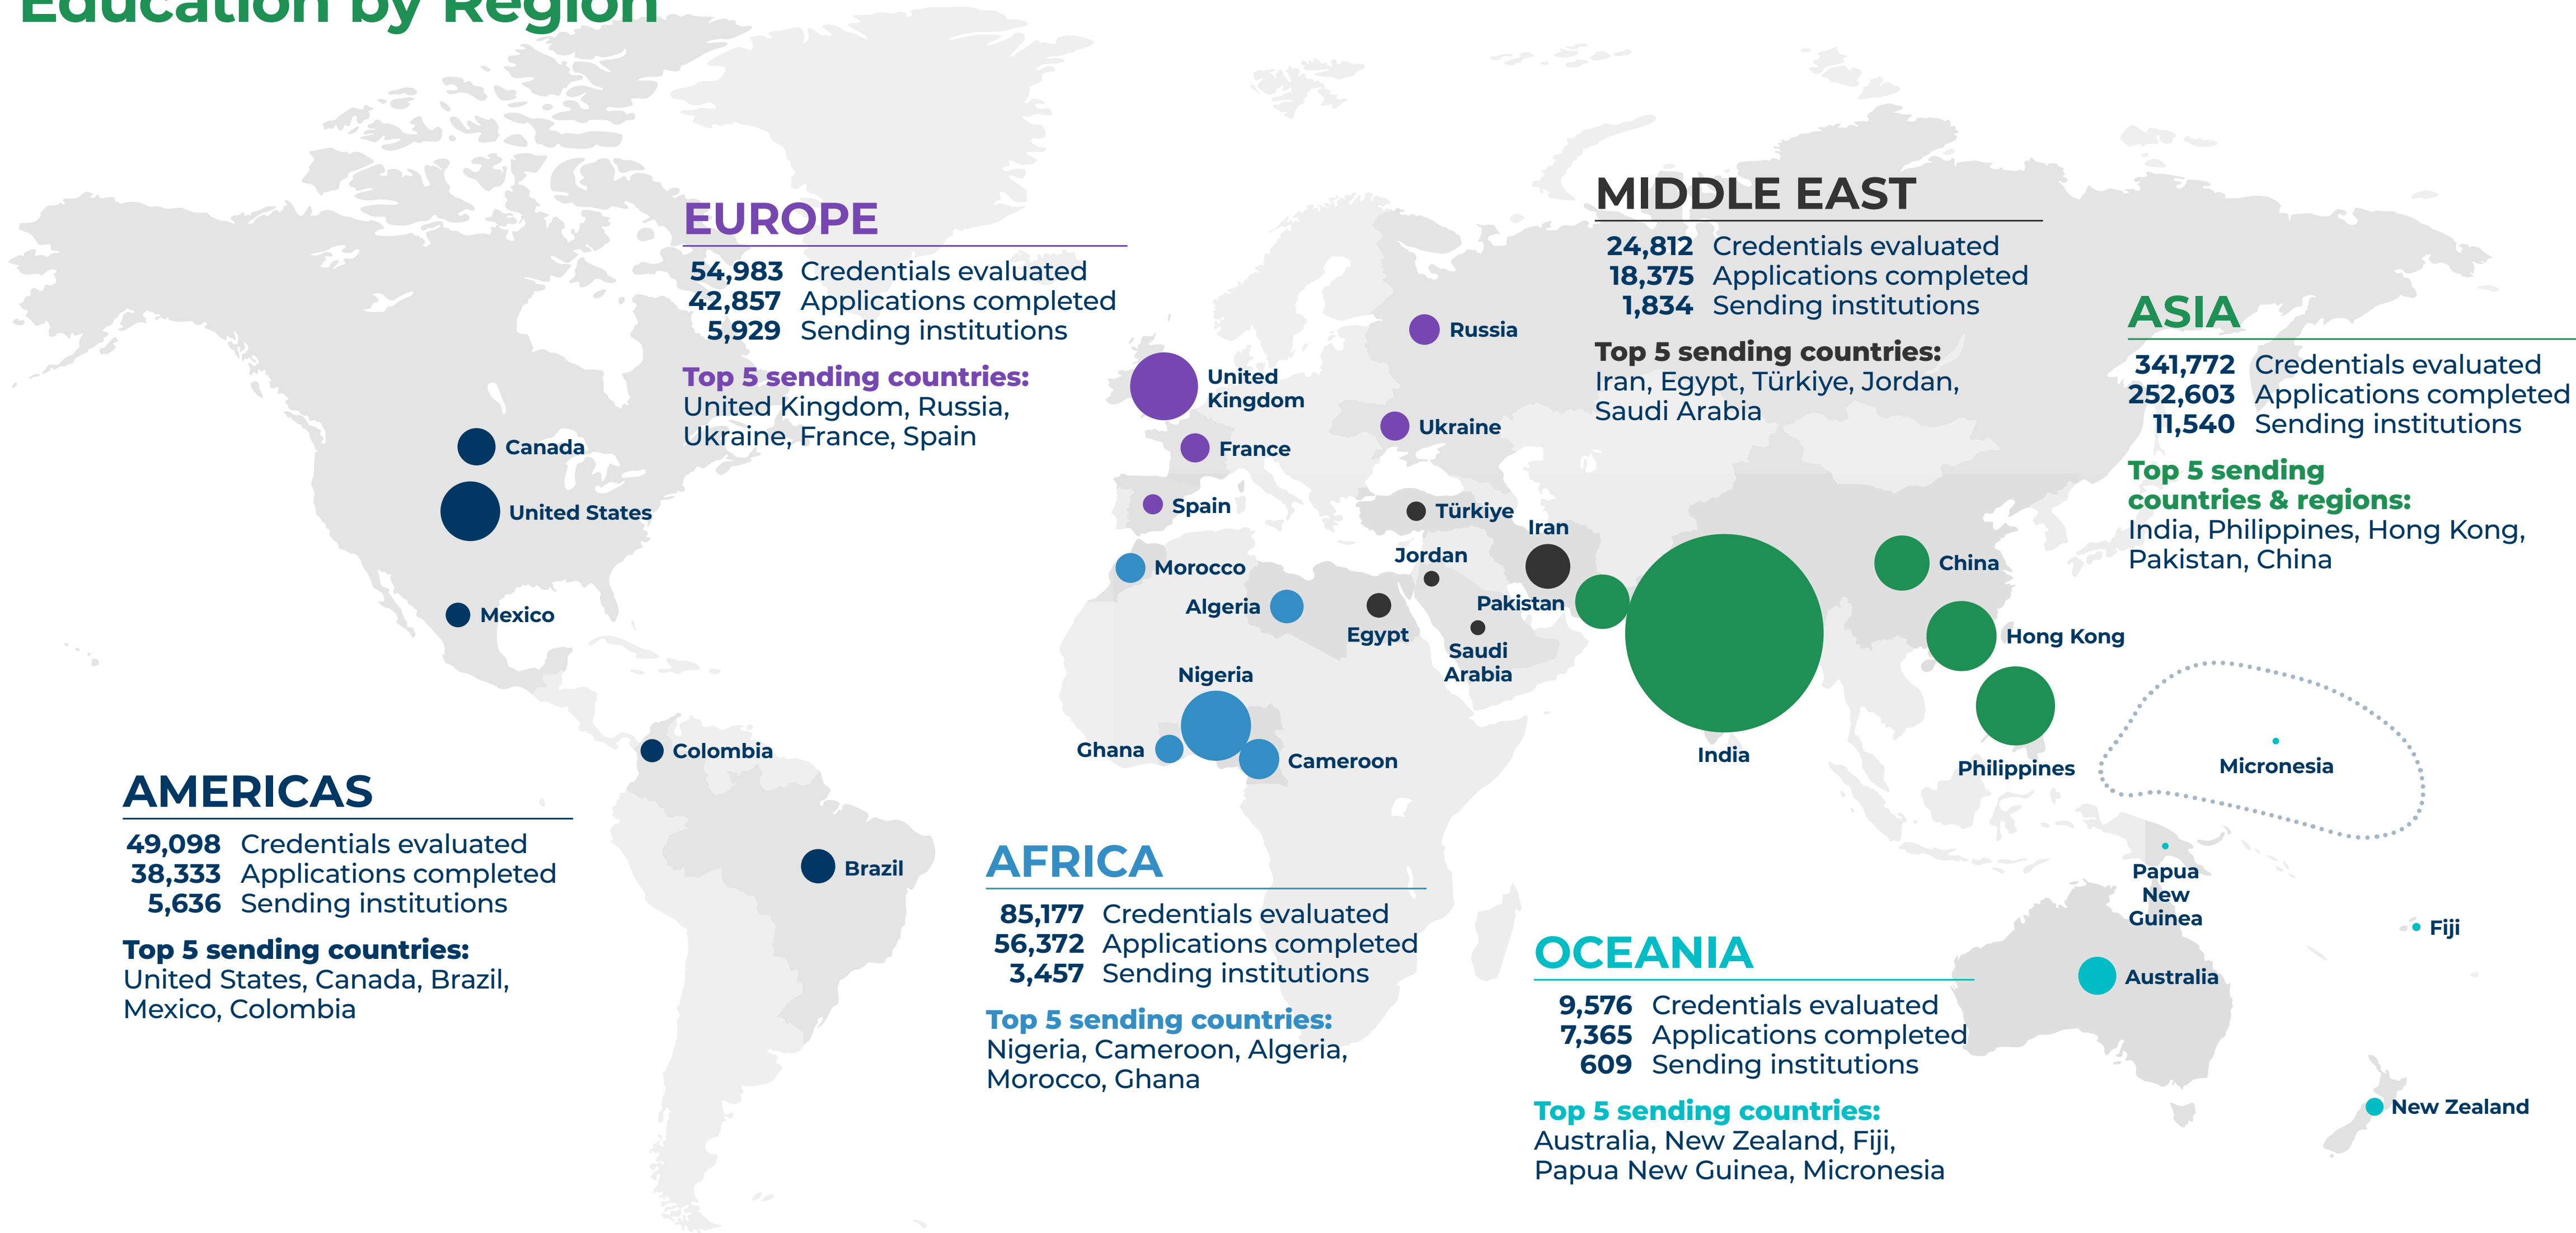 Education by Region
EUROPE
54,983 Credentials evaluated
42,857 Applications completed
5,929 Sending institutions
Top 5 sending countries:
United Kingdom, Russia,
Ukraine, France, Spain
MIDDLE EAST
24,812 Credentials evaluated
18,375 Applications completed
1,834 Sending institutions
Top 5 sending countries:
Iran, Egypt, Türkiye, Jordan,
Saudi Arabia
ASIA
341,772 Credentials evaluated
252,603 Applications completed
11,540 Sending institutions
Top 5 sending
countries & regions:
India, Philippines, Hong Kong,
Pakistan, China
Canada
United States
Mexico
Colombia
Brazil
Russia
United
Kingdom
Ukraine
France
Spain
Türkiye
Iran
Jordan
Morocco
Algeria
Egypt
Pakistan
Saudi
Arabia
Nigeria
Ghana
Cameroon
India
China
Hong Kong
Philippines
Micronesia
Papua
New
Guinea
Fiji
Australia
New Zealand
AMERICAS
49,098 Credentials evaluated
38,333 Applications completed
5,636 Sending institutions
Top 5 sending countries:
United States, Canada, Brazil,
Mexico, Colombia
AFRICA
85,177 Credentials evaluated
56,372 Applications completed
3,457 Sending institutions
Top 5 sending countries:
Nigeria, Cameroon, Algeria,
Morocco, Ghana
OCEANIA
9,576 Credentials evaluated
7,365 Applications completed
609 Sending institutions
Top 5 sending countries:
Australia, New Zealand, Fiji,
Papua New Guinea, Micronesia